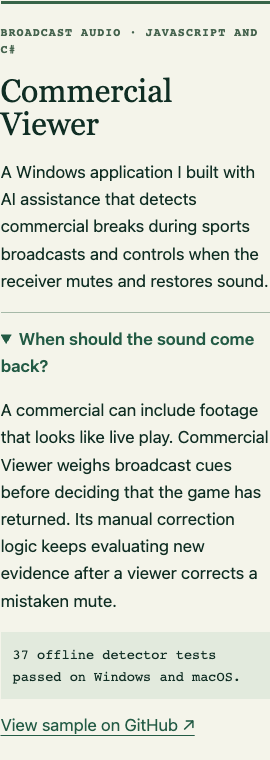 BROADCAST AUDIO · JAVASCRIPT AND
C#
Commercial
Viewer
A Windows application I built with
AI assistance that detects
commercial breaks during sports
broadcasts and controls when the
receiver mutes and restores sound.
▼ When should the sound come
back?
A commercial can include footage
that looks like live play. Commercial
Viewer weighs broadcast cues
before deciding that the game has
returned. Its manual correction
logic keeps evaluating new
evidence after a viewer corrects a
mistaken mute.
37 offline detector tests
passed on Windows and macOS.
View sample on GitHub ↗